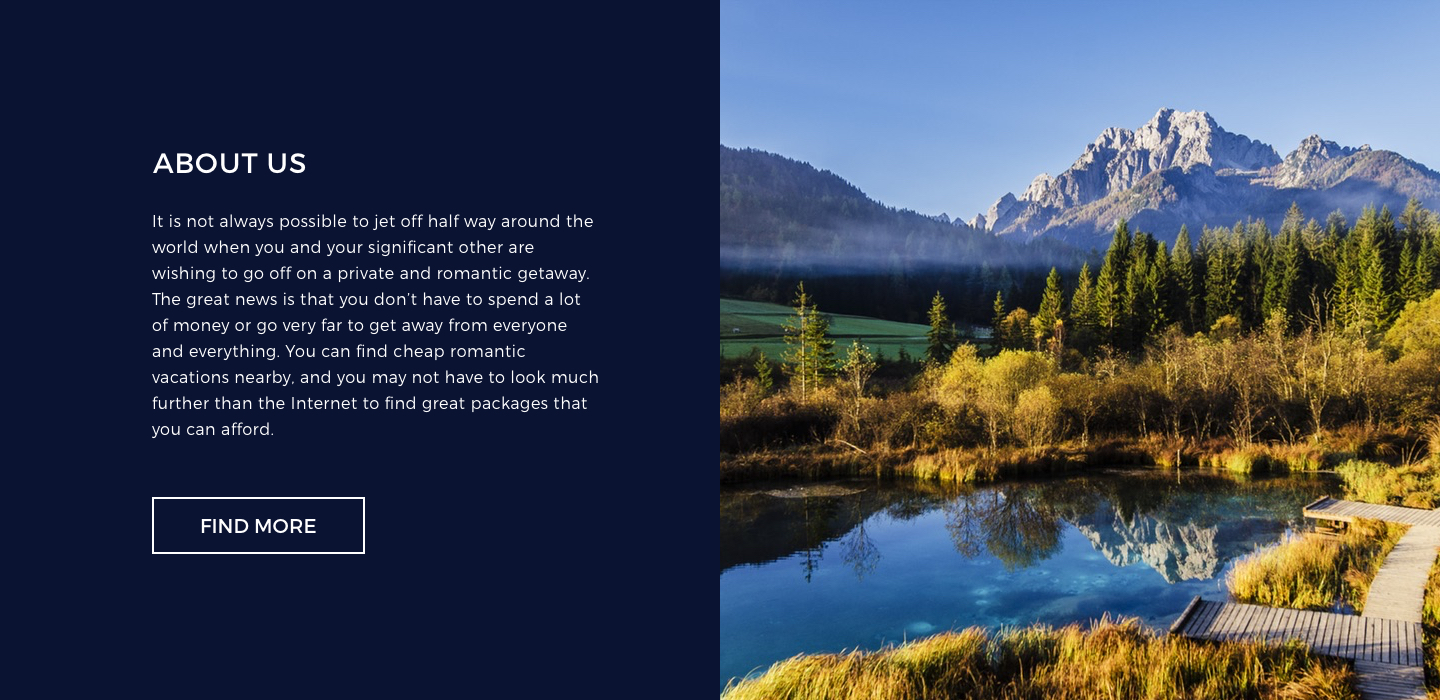 ABOUT US
It is not always possible to jet off half way around the
world when you and your significant other are
wishing to go off on a private and romantic getaway.
The great news is that you don't have to spend a lot
of money or go very far to get away from everyone
and everything. You can find cheap romantic
vacations nearby, and you may not have to look much
further than the Internet to find great packages that
you can afford.
FIND MORE